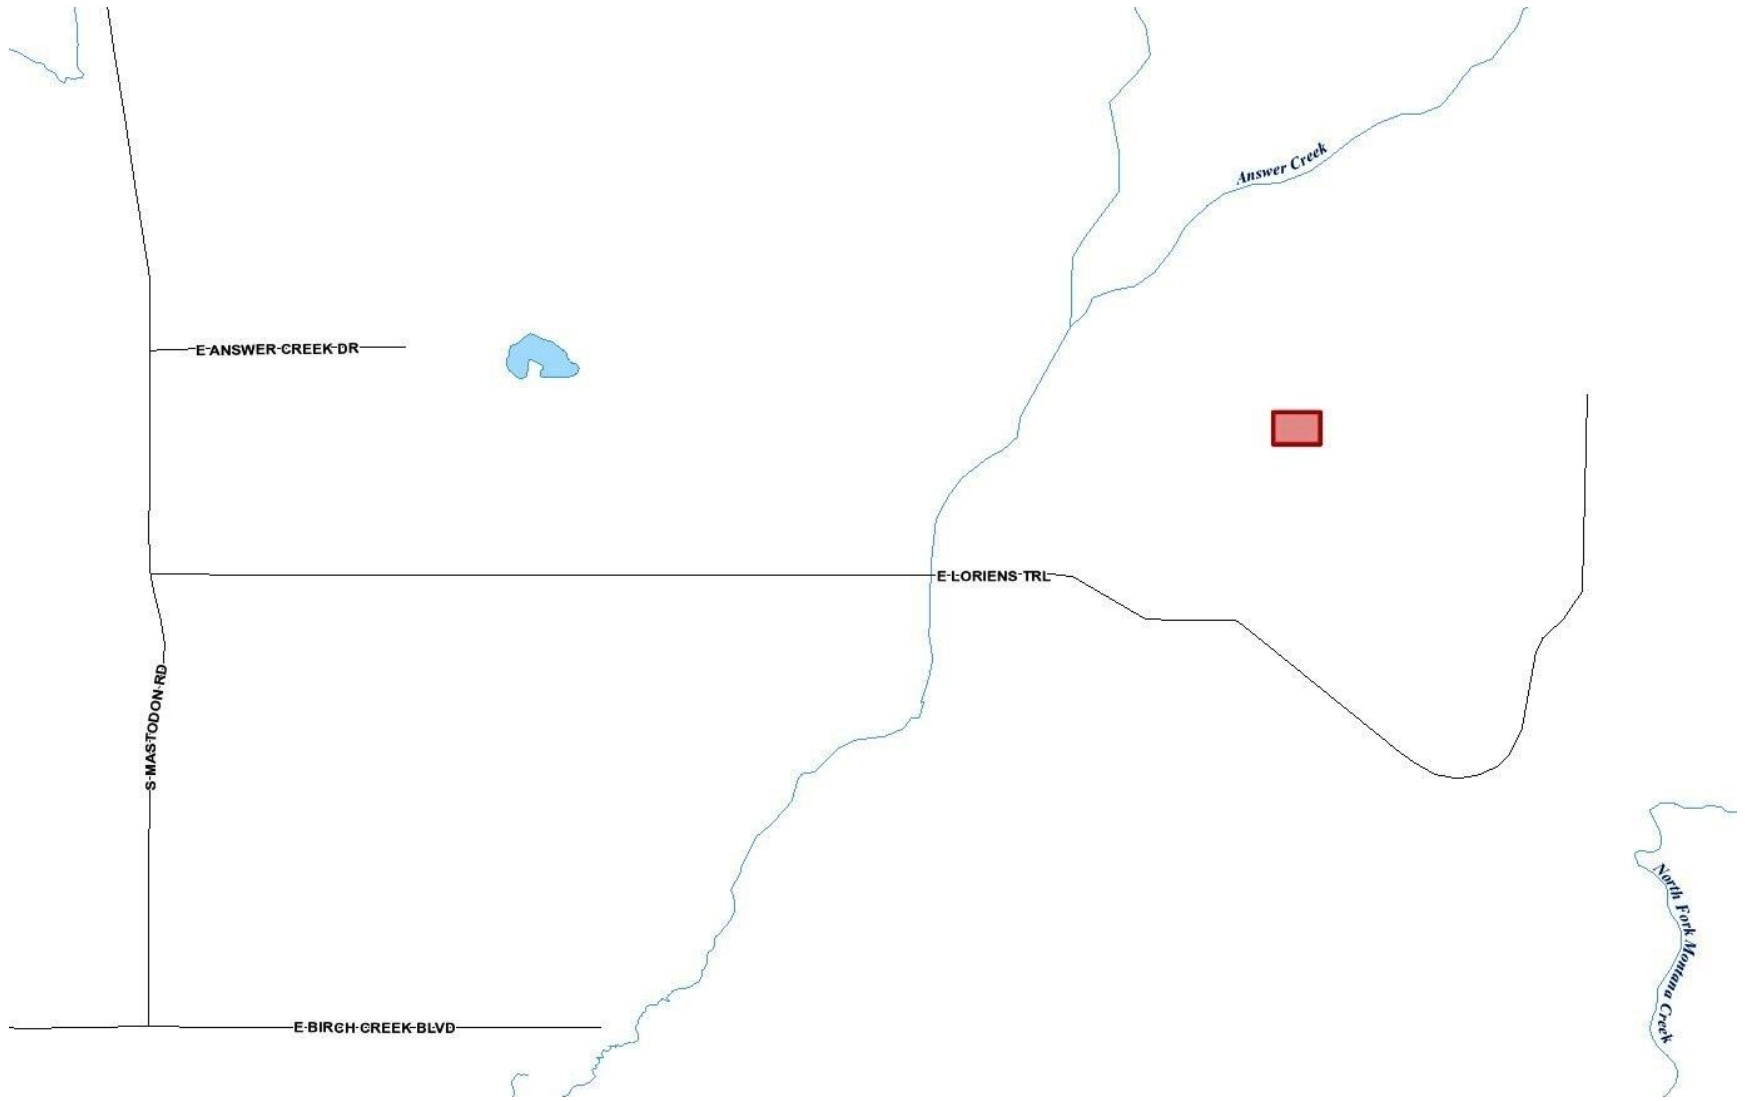 Answer Creek
E ANSWER CREEK DR
E LORIENS TRL
S MASTODON RD
North Fork Montana Creek
E BIRCH CREEK BLVD